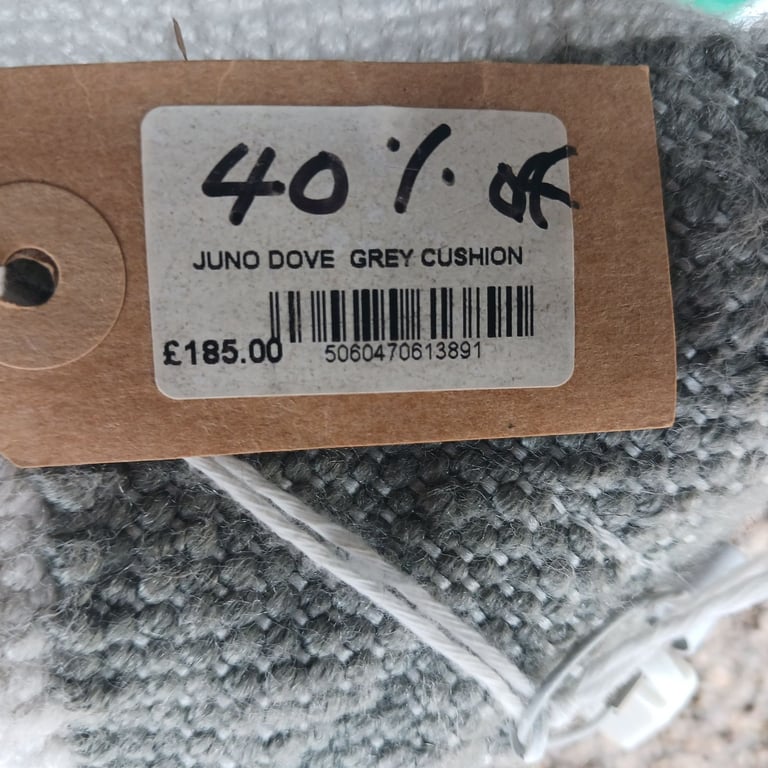 40% off
JUNO DOVE GREY CUSHION
£185.00
5060470613891